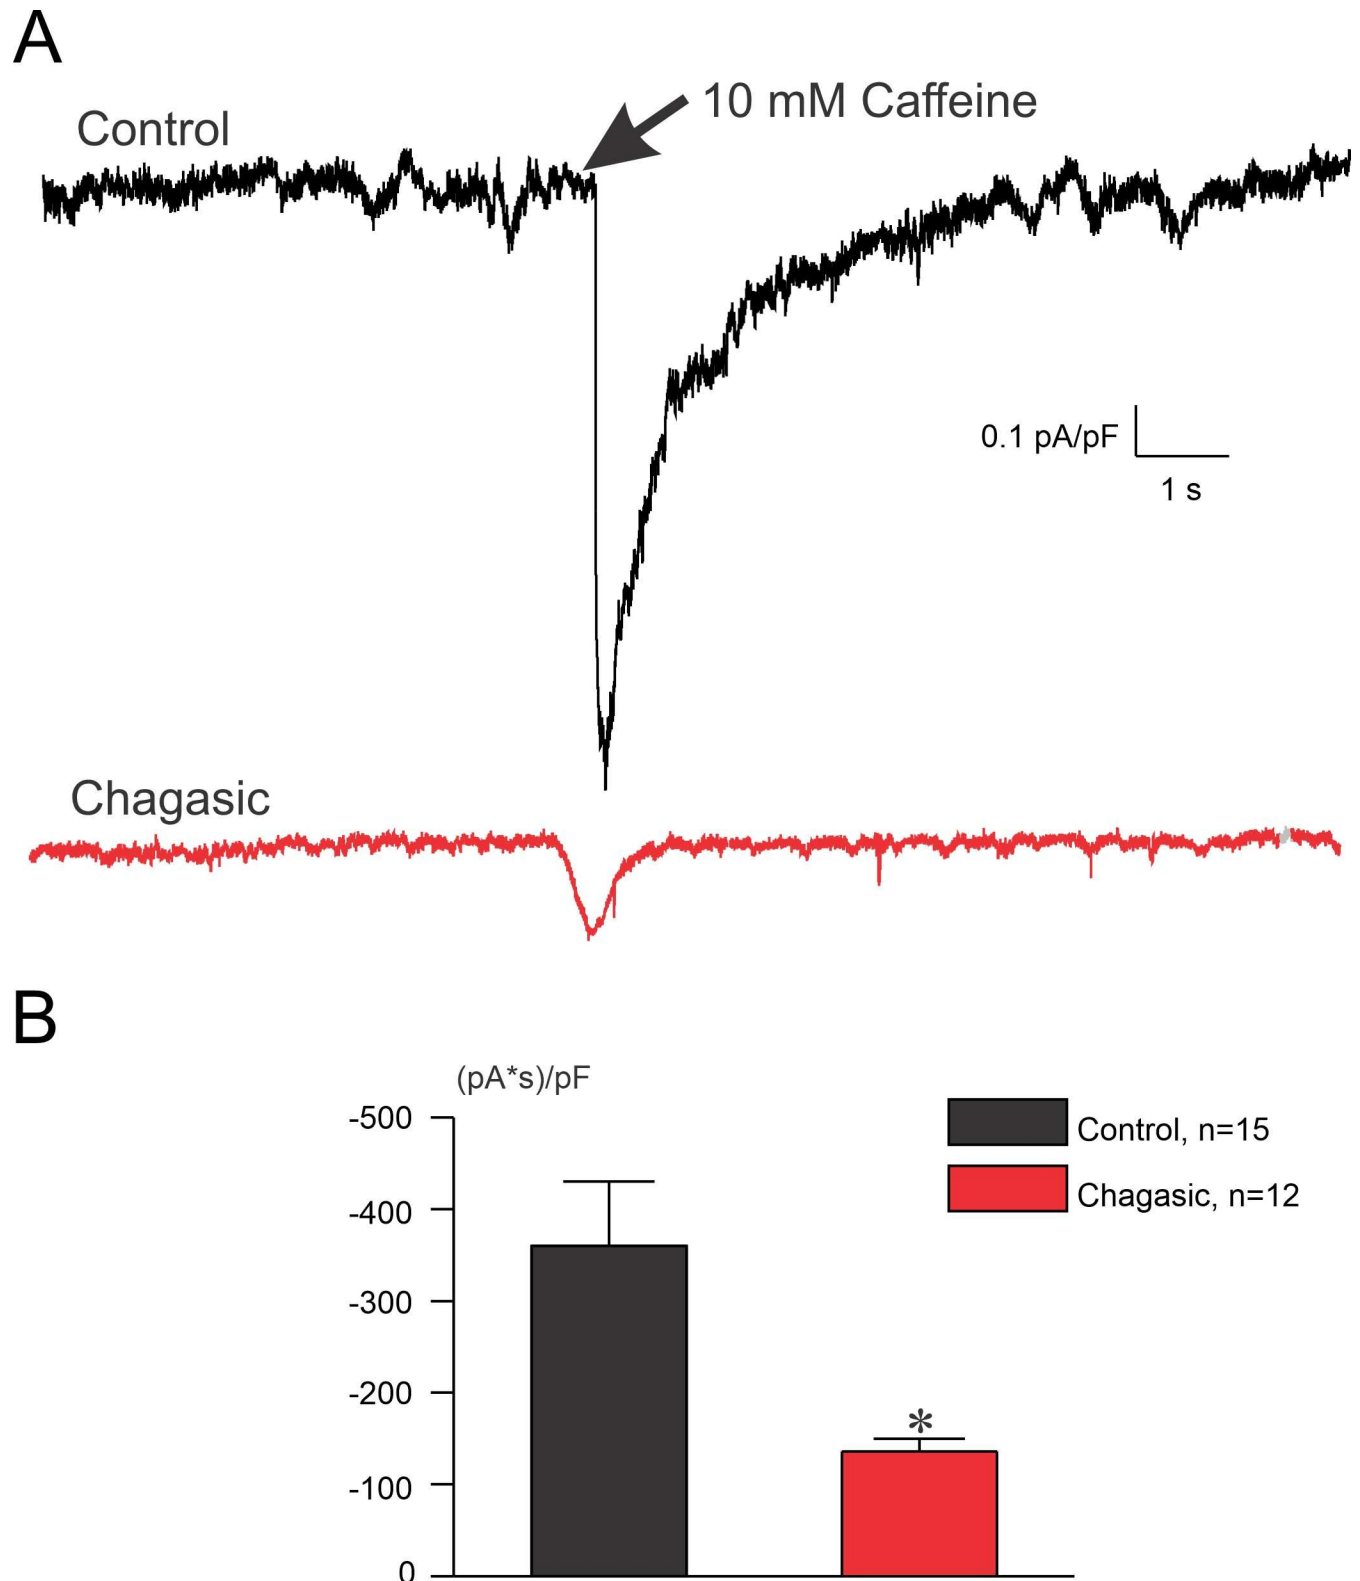 A
Control
10 mM Caffeine
0.1 pA/pF
1 s
Chagasic
B
(pA*s)/pF
-500
-400
-300
-200
-100
0
Control, n=15
Chagasic, n=12
*